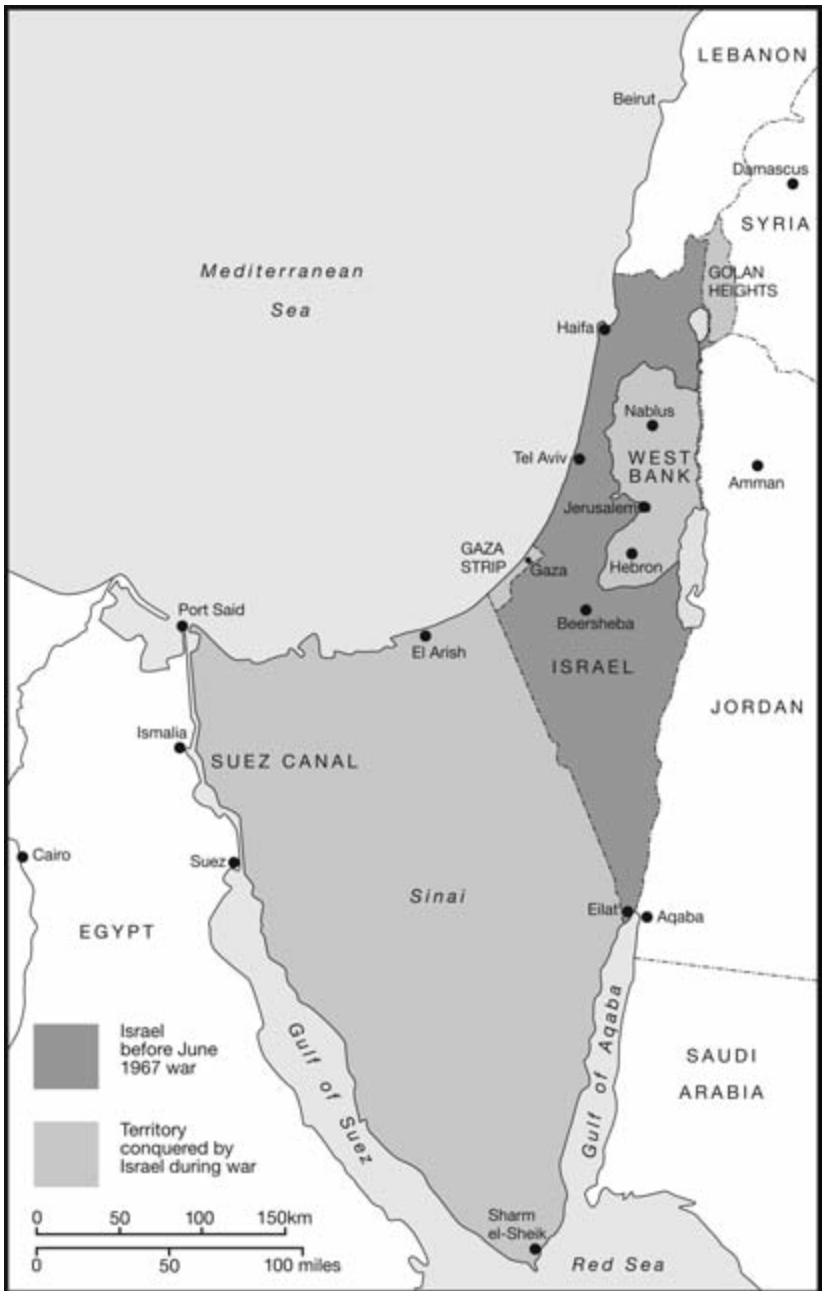 LEBANON
Beirut
Damascus
SYRIA
Mediterranean
Sea
GOLAN
HEIGHTS
Haifa
Nablus
Tel Aviv
WEST
BANK
Amman
Jerusalem
GAZA
STRIP
Gaza
Hebron
Port Said
Beersheba
El Arish
ISRAEL
JORDAN
Ismalia
SUEZ CANAL
Cairo
Suez
Sinai
Eilat
Aqaba
EGYPT
Gulf of Suez
Gulf of Aqaba
Israel
before June
1967 war
SAUDI
ARABIA
Territory
conquered by
Israel during war
0 50 100 150km
0 50 100 miles
Sharm
el-Sheik
Red Sea